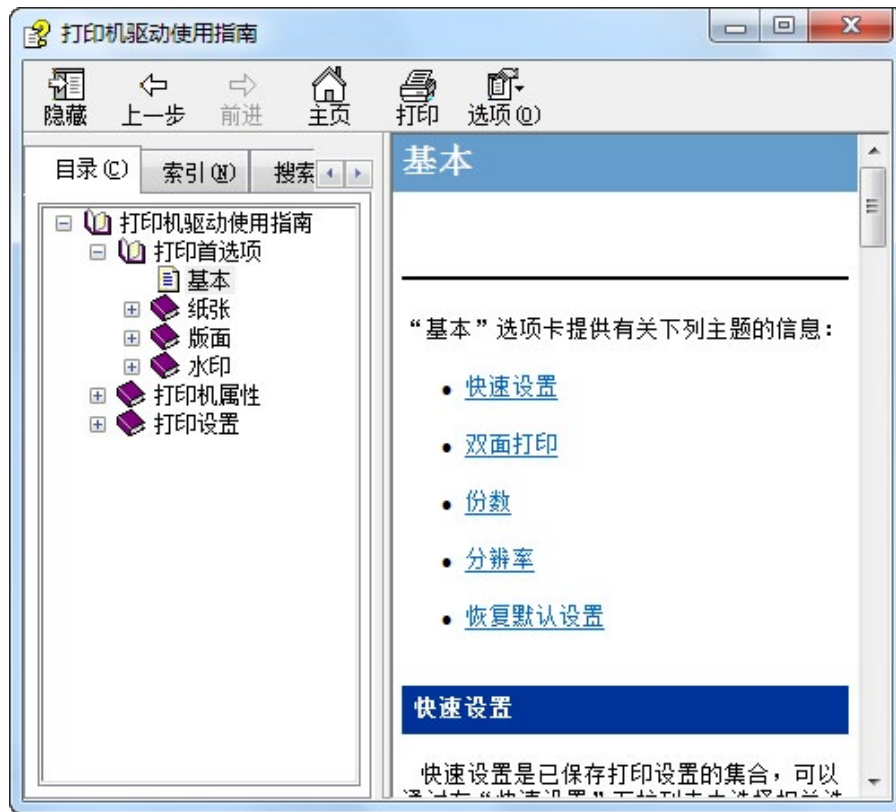 打印机驱动使用指南
隐藏
上一步
前进
主页
打印
选项(O)
目录(C)
索引(N)
搜索
打印机驱动使用指南
打印首选项
基本
纸张
版面
水印
打印机属性
打印设置
基本
“基本”选项卡提供有关下列主题的信息：
• 快速设置
• 双面打印
• 份数
• 分辨率
• 恢复默认设置
快速设置
快速设置是已保存打印设置的集合，可以